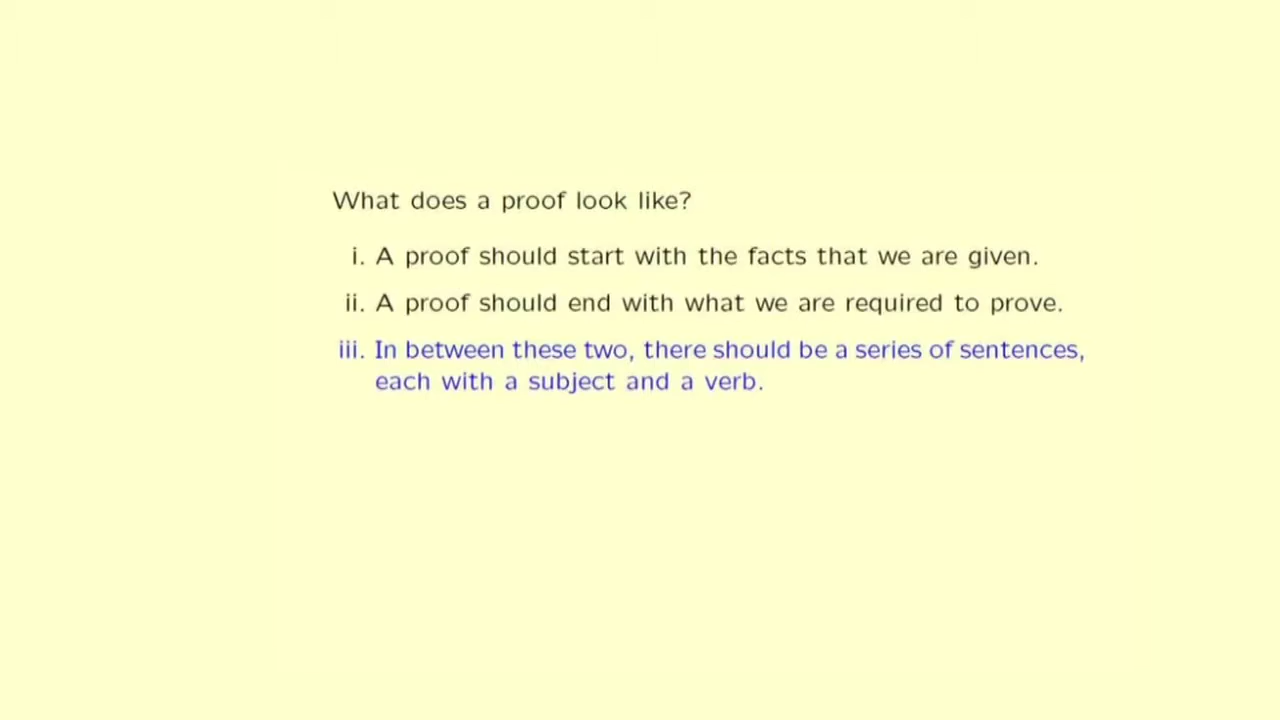 What does a proof look like?
i. A proof should start with the facts that we are given.
ii. A proof should end with what we are required to prove.
iii. In between these two, there should be a series of sentences,
each with a subject and a verb.